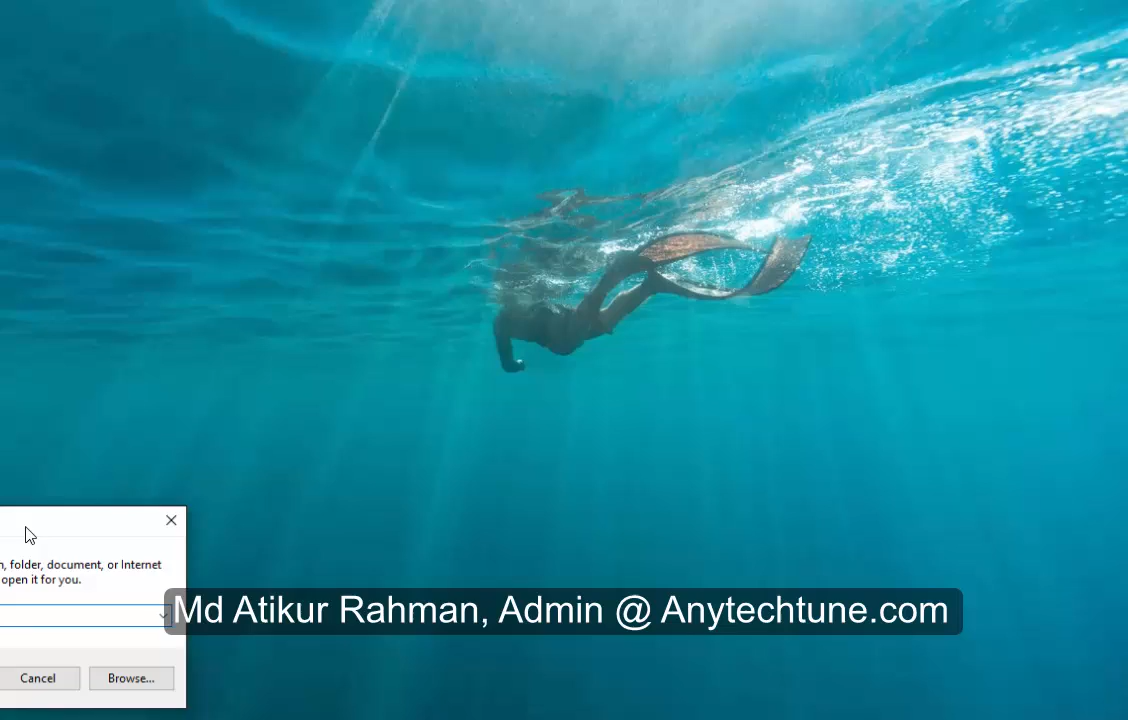 , folder, document, or Internet
open it for you.
Md Atikur Rahman, Admin @ Anytechtune.com
Cancel
Browse...